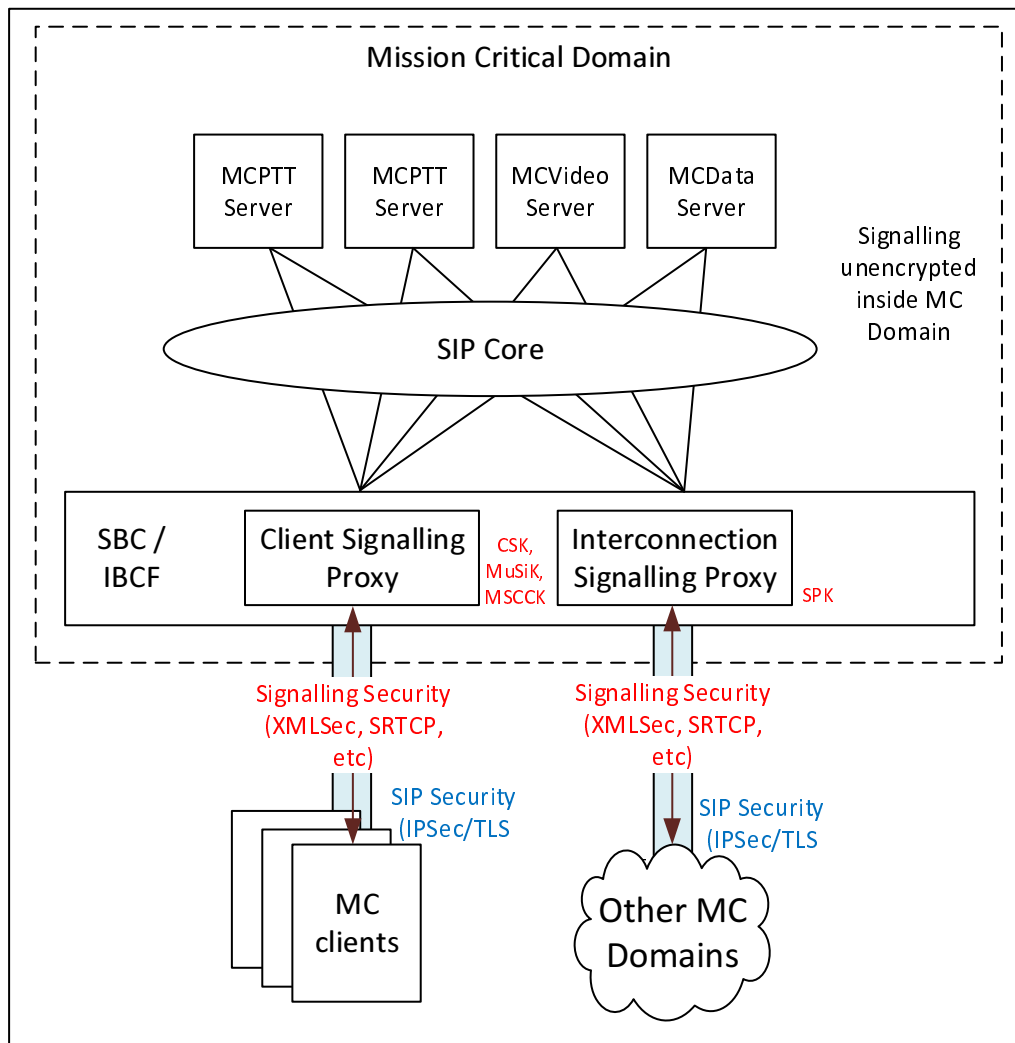 Mission Critical Domain
MCPTT
Server
MCPTT
Server
MCVideo
Server
MCData
Server
Signalling
unencrypted
inside MC
Domain
SIP Core
SBC /
IBCF
Client Signalling
Proxy
CSK,
MuSiK,
MSCCK
Interconnection
Signalling Proxy
SPK
Signalling Security
(XMLSec, SRTCP,
etc)
Signalling Security
(XMLSec, SRTCP,
etc)
SIP Security
(IPSec/TLS
SIP Security
(IPSec/TLS
MC
clients
Other MC
Domains